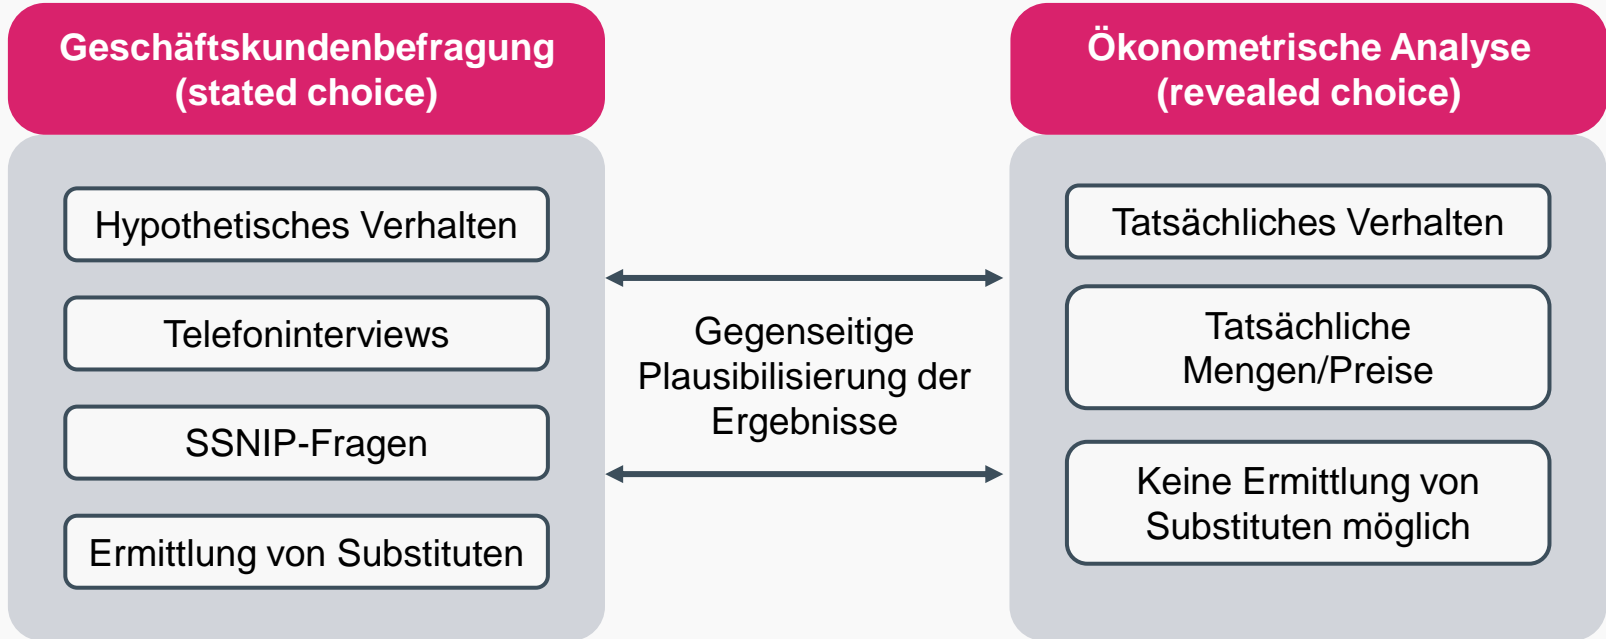 Geschäftskundenbefragung
(stated choice)
Hypothetisches Verhalten
Telefoninterviews
SSNIP-Fragen
Ermittlung von Substituten
Gegenseitige
Plausibilisierung der
Ergebnisse
Ökonometrische Analyse
(revealed choice)
Tatsächliches Verhalten
Tatsächliche
Mengen/Preise
Keine Ermittlung von
Substituten möglich